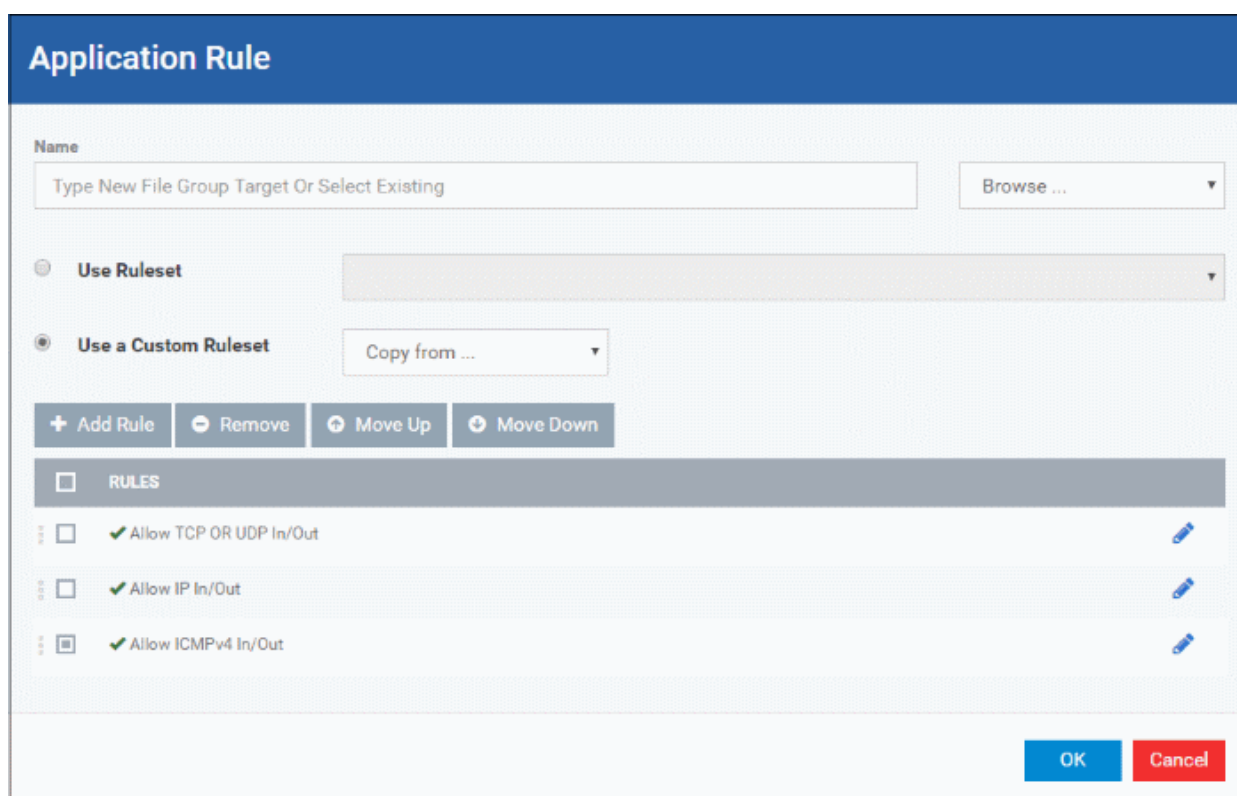 Application Rule
Name
Type New File Group Target Or Select Existing
Browse ...
Use Ruleset
Use a Custom Ruleset
Copy from ...
Add Rule Remove Move Up Move Down
RULES
Allow TCP OR UDP In/Out
Allow IP In/Out
Allow ICMPv4 In/Out
OK Cancel